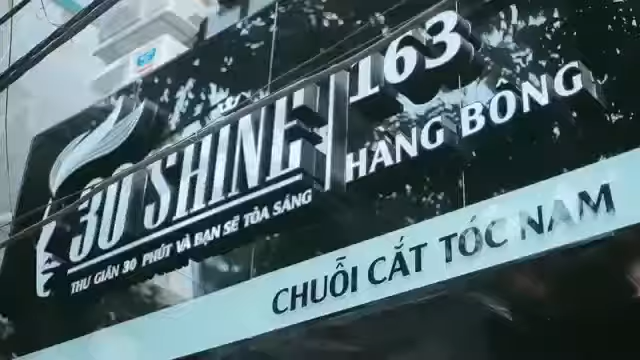 30 SHINE
THƯ GIÃN 30 PHÚT VÀ BẠN SẼ TỎA SÁNG
163
HÀNG BÔNG
CHUỖI CẮT TÓC NAM